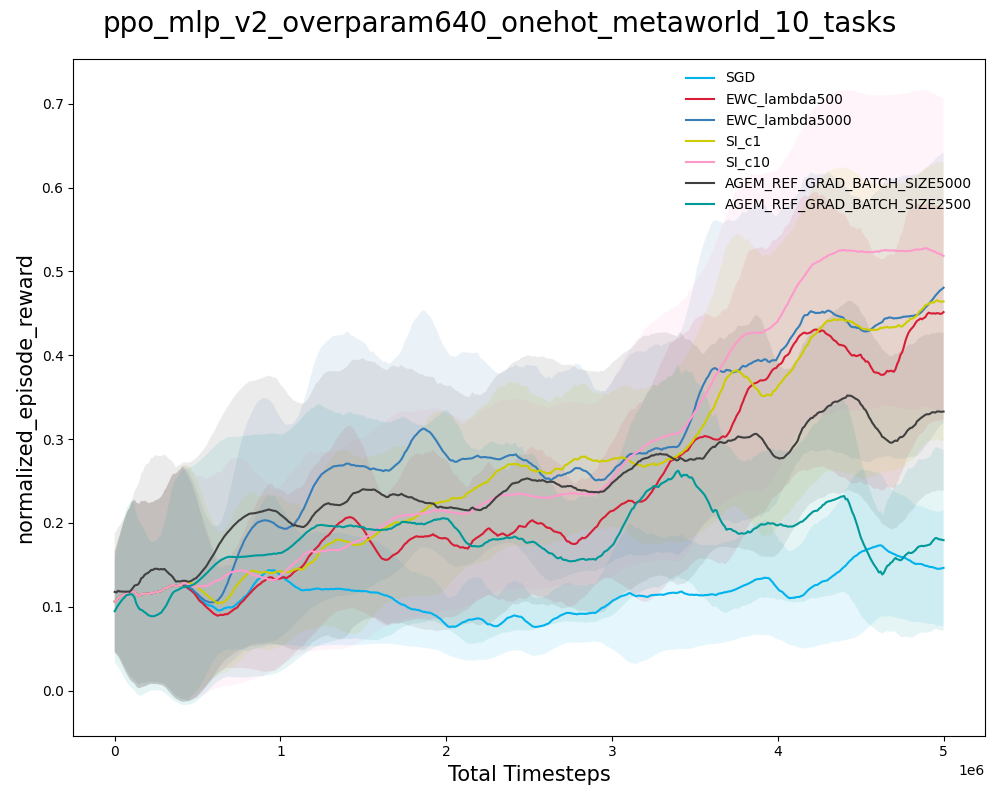 ppo_mlp_v2_overparam640_onehot_metaworld_10_tasks
SGD
EWC_lambda500
EWC_lambda5000
SI_c1
SI_c10
AGEM_REF_GRAD_BATCH_SIZE5000
AGEM_REF_GRAD_BATCH_SIZE2500
normalized_episode_reward
0.7
0.6
0.5
0.4
0.3
0.2
0.1
0.0
0 1 2 3 4 5
1e6
Total Timesteps